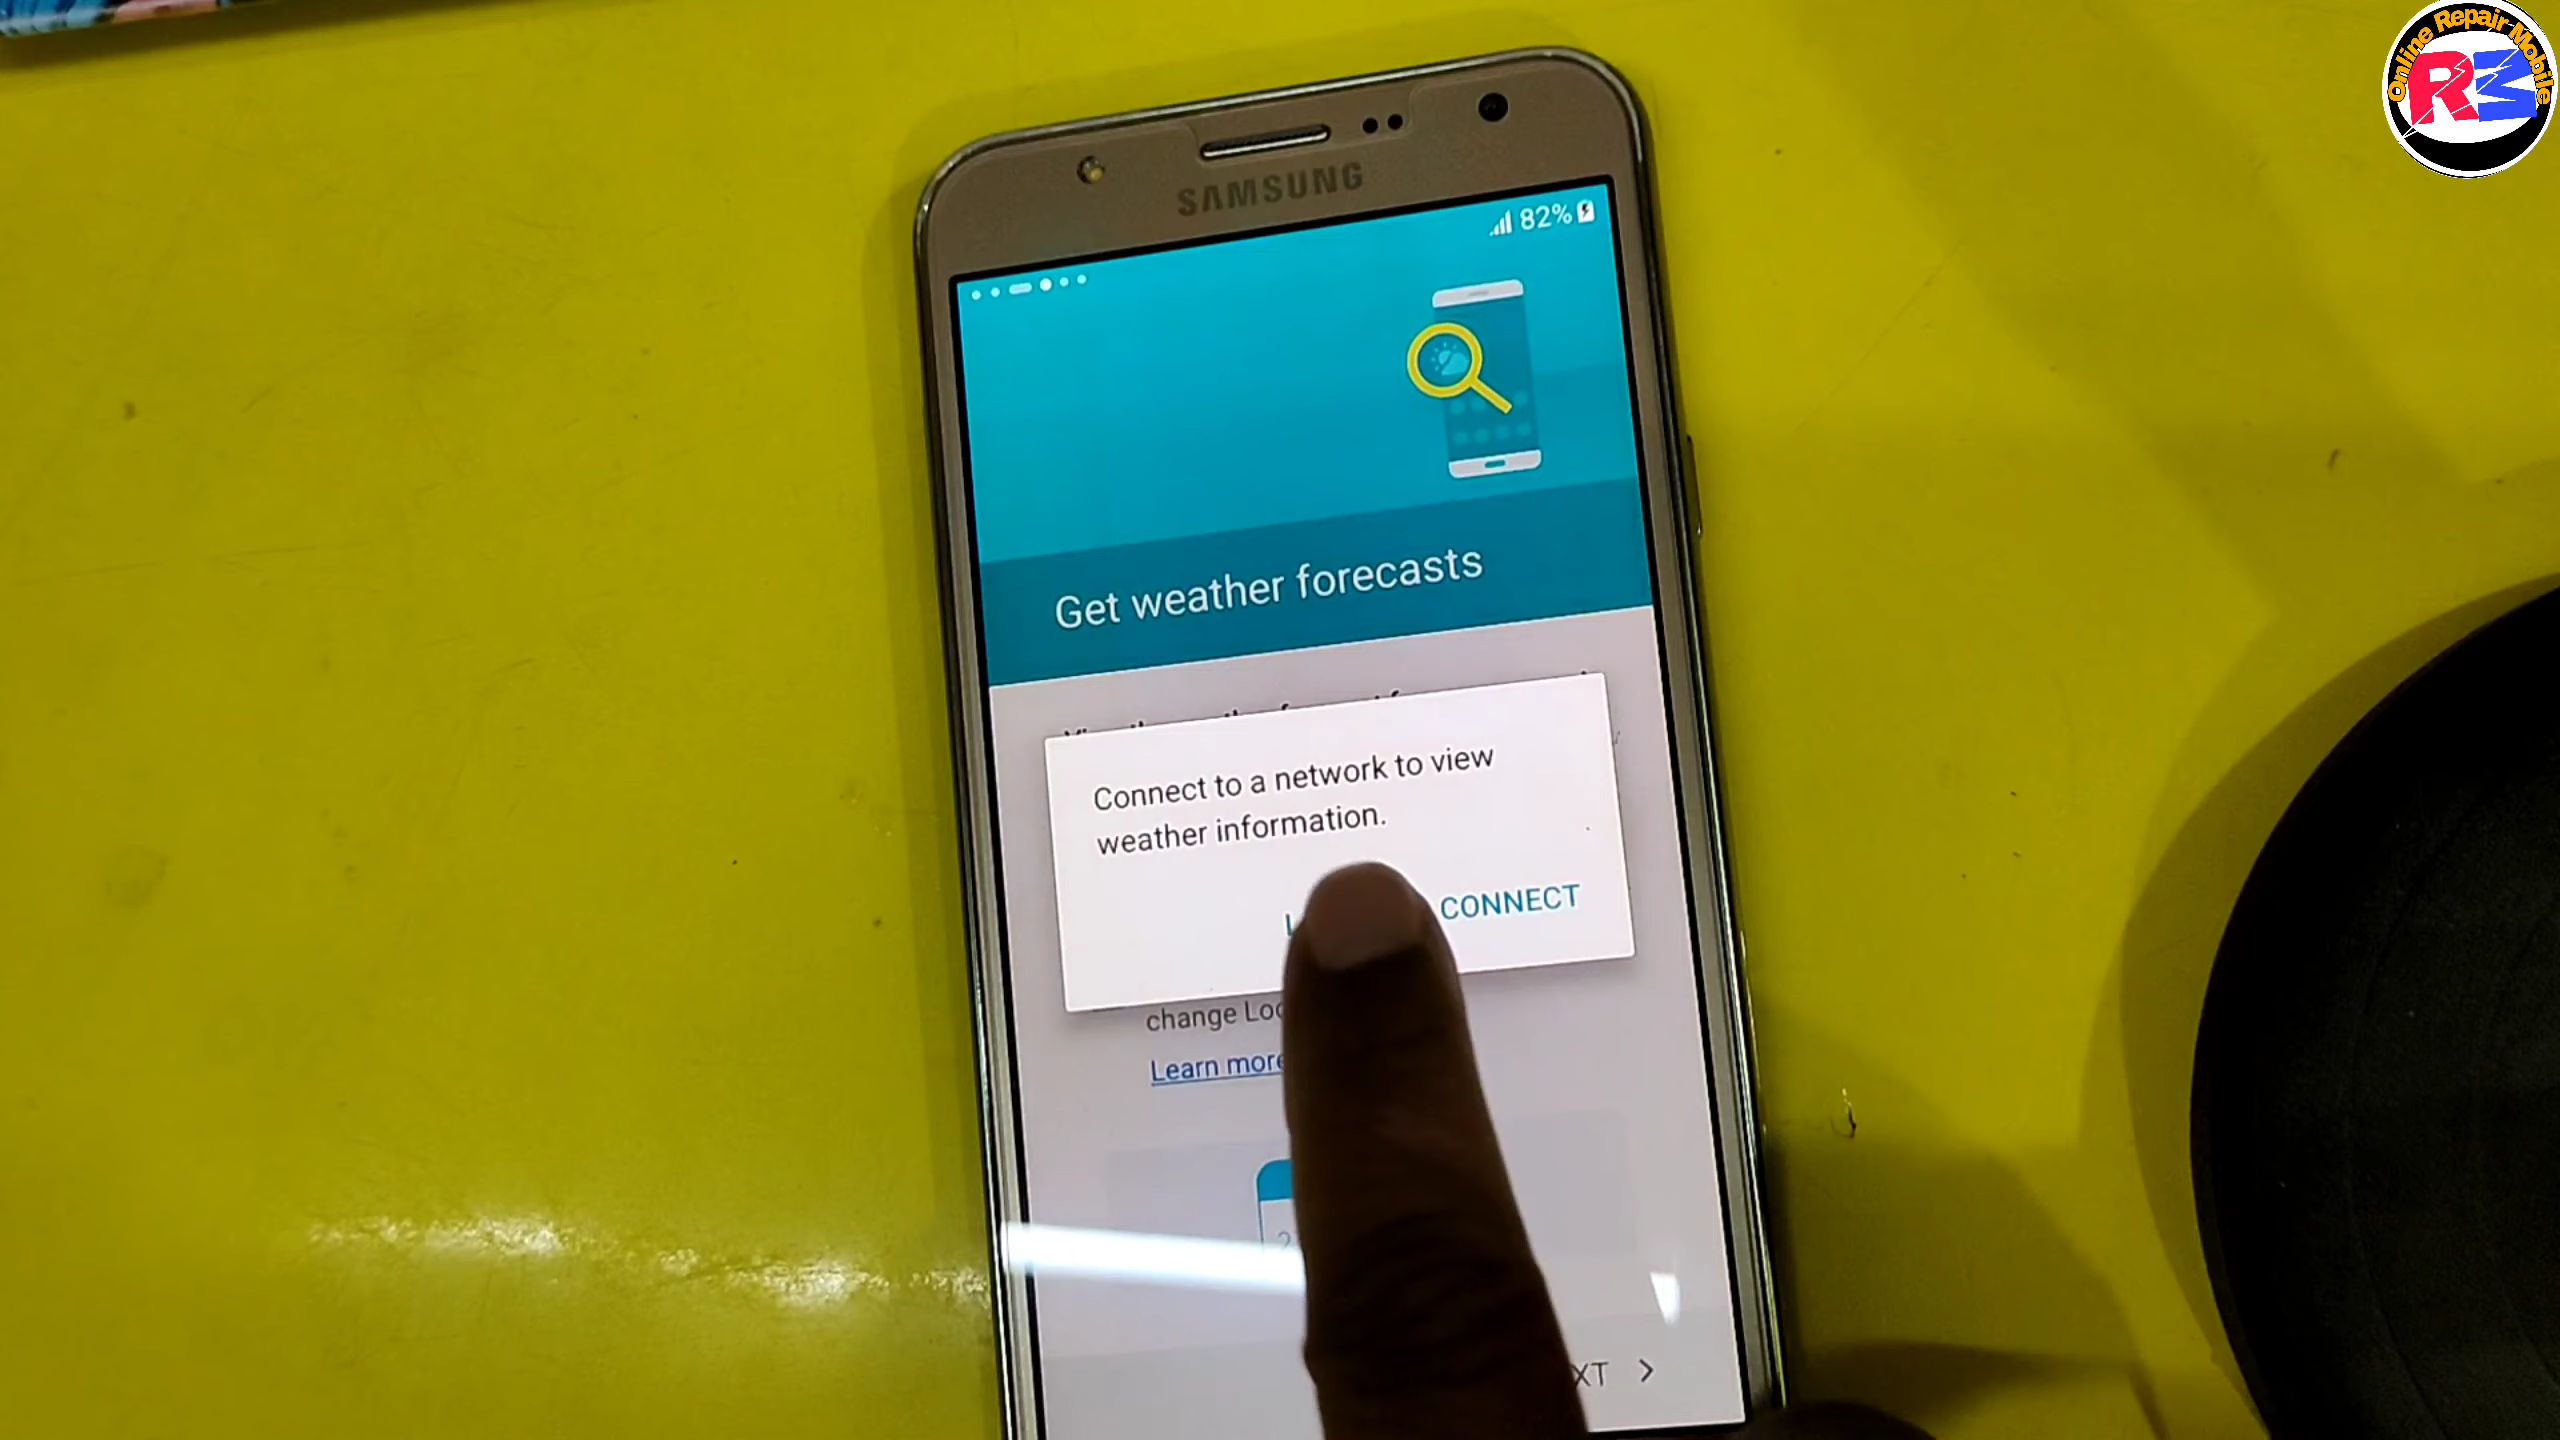 Online Repair Mobile
SAMSUNG
82%
Get weather forecasts
Connect to a network to view
weather information.
CONNECT
change
Learn more